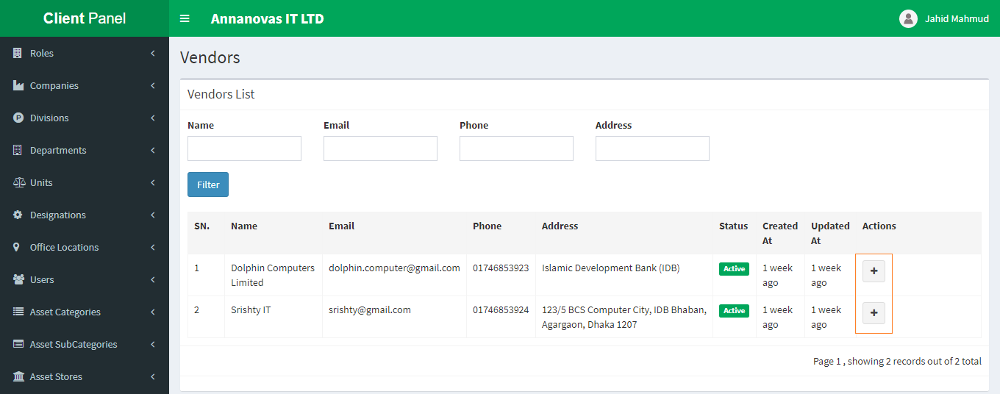 Client Panel
Annanovas IT LTD
Jahid Mahmud
Roles
Companies
Divisions
Departments
Units
Designations
Office Locations
Users
Asset Categories
Asset SubCategories
Asset Stores
Vendors
Vendors List
Name Email Phone Address
Filter
SN. Name Email Phone Address Status Created At Updated At Actions
1 Dolphin Computers Limited dolphin.computer@gmail.com 01746853923 Islamic Development Bank (IDB) Active 1 week ago 1 week ago +
2 Srishty IT srishty@gmail.com 01746853924 123/5 BCS Computer City, IDB Bhaban, Agargaon, Dhaka 1207 Active 1 week ago 1 week ago +
Page 1 , showing 2 records out of 2 total